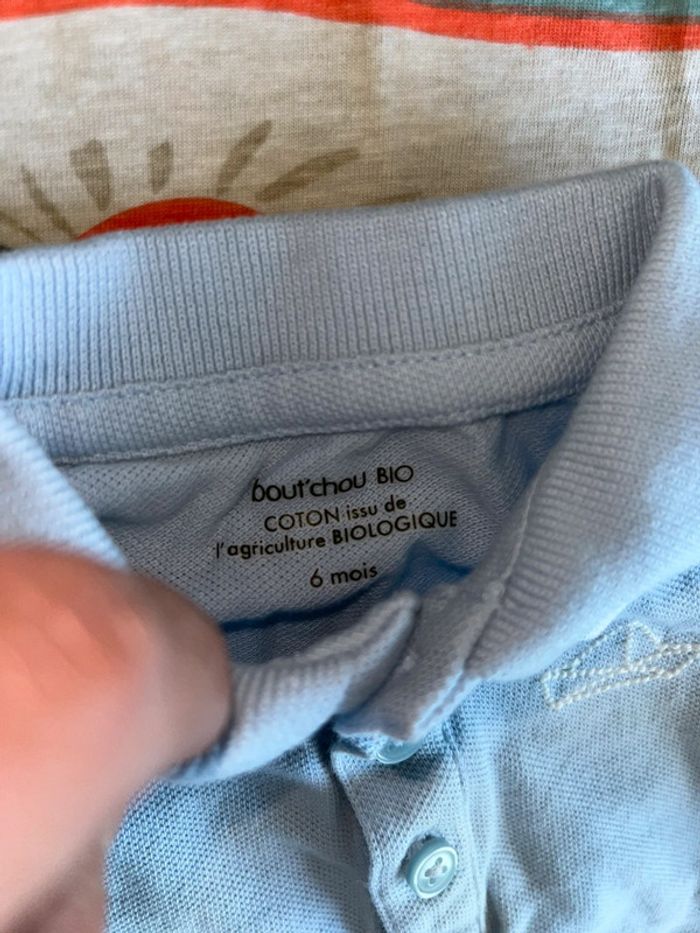 bout'chou BIO
COTON issu de
l'agriculture BIOLOGIQUE
6 mois